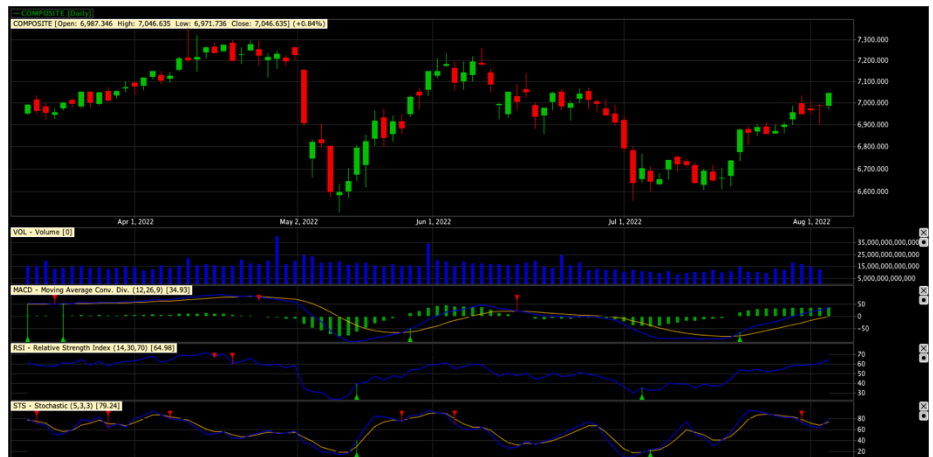 COMPOSITE [Daily]
COMPOSITE [Open: 6,987.346 High: 7,046.635 Low: 6,971.736 Close: 7,046.635] (+0.84%)
7,300.000
7,200.000
7,100.000
7,000.000
6,900.000
6,800.000
6,700.000
6,600.000
Apr 1, 2022
May 2, 2022
Jun 1, 2022
Jul 1, 2022
Aug 1, 2022
VOL - Volume [0]
35,000,000,000.000
25,000,000,000.000
15,000,000,000.000
5,000,000,000.000
MACD - Moving Average Conv. Div. (12,26,9) [34.93]
50
0
-50
RSI - Relative Strength Index (14,30,70) [64.98]
70
60
50
40
30
STS - Stochastic (5,3,3) [79.24]
80
60
40
20